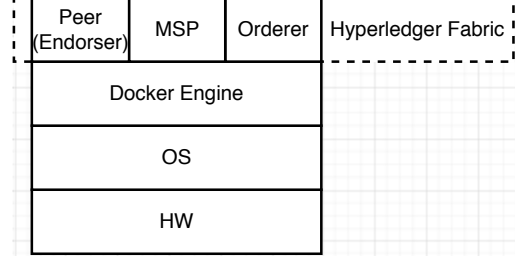 Peer
(Endorser)
MSP
Orderer
Hyperledger Fabric
Docker Engine
OS
HW